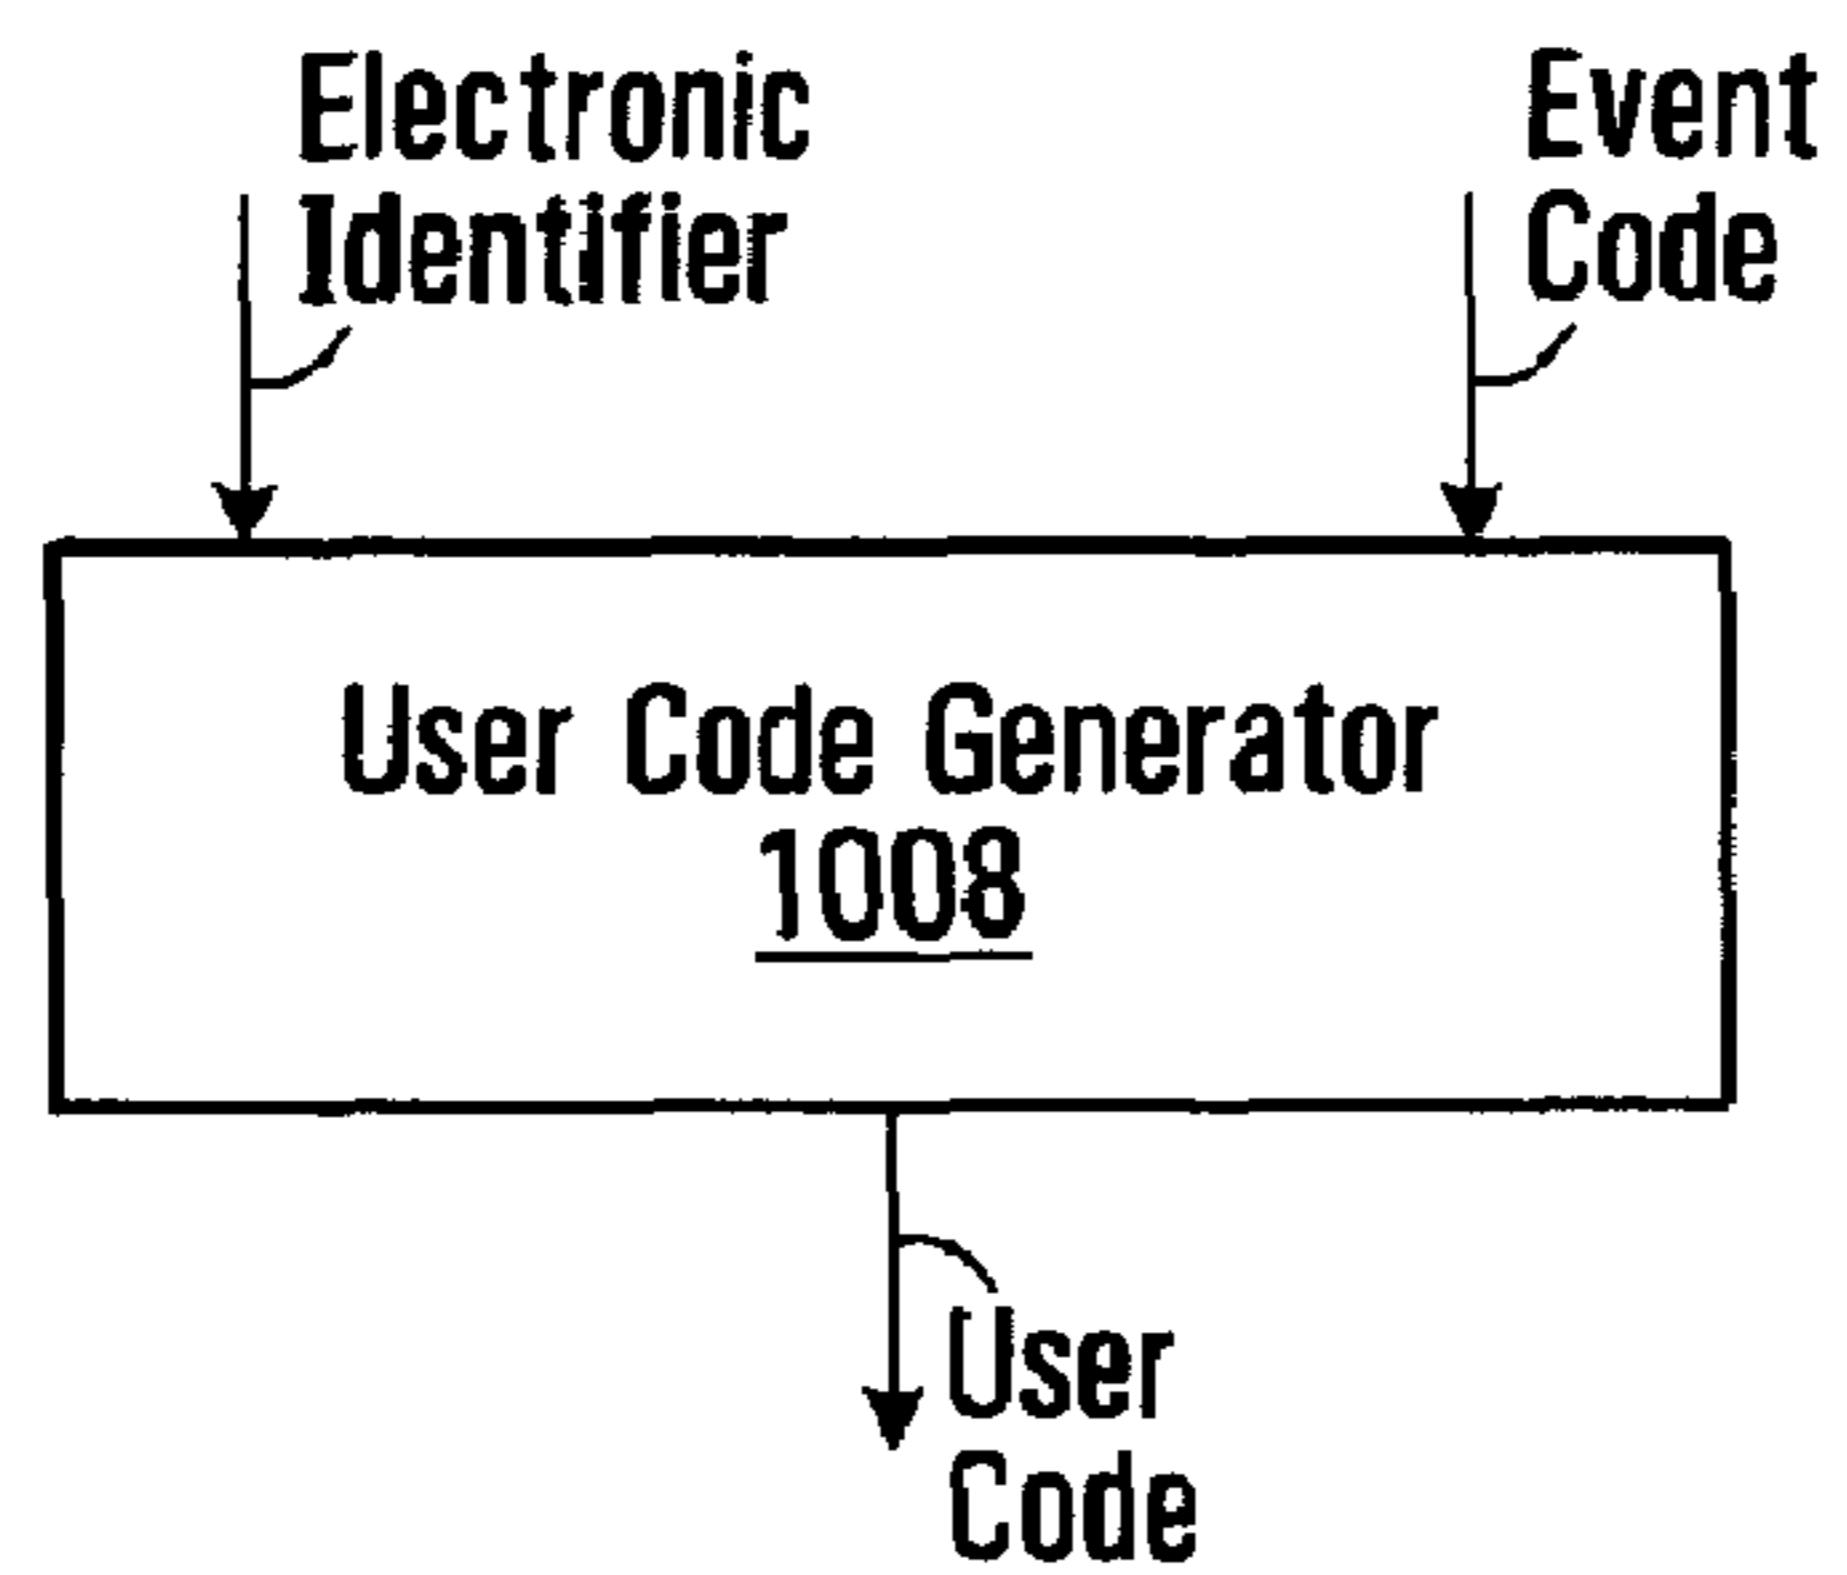 Electronic
Identifier
Event
Code
User Code Generator
1008
User
Code